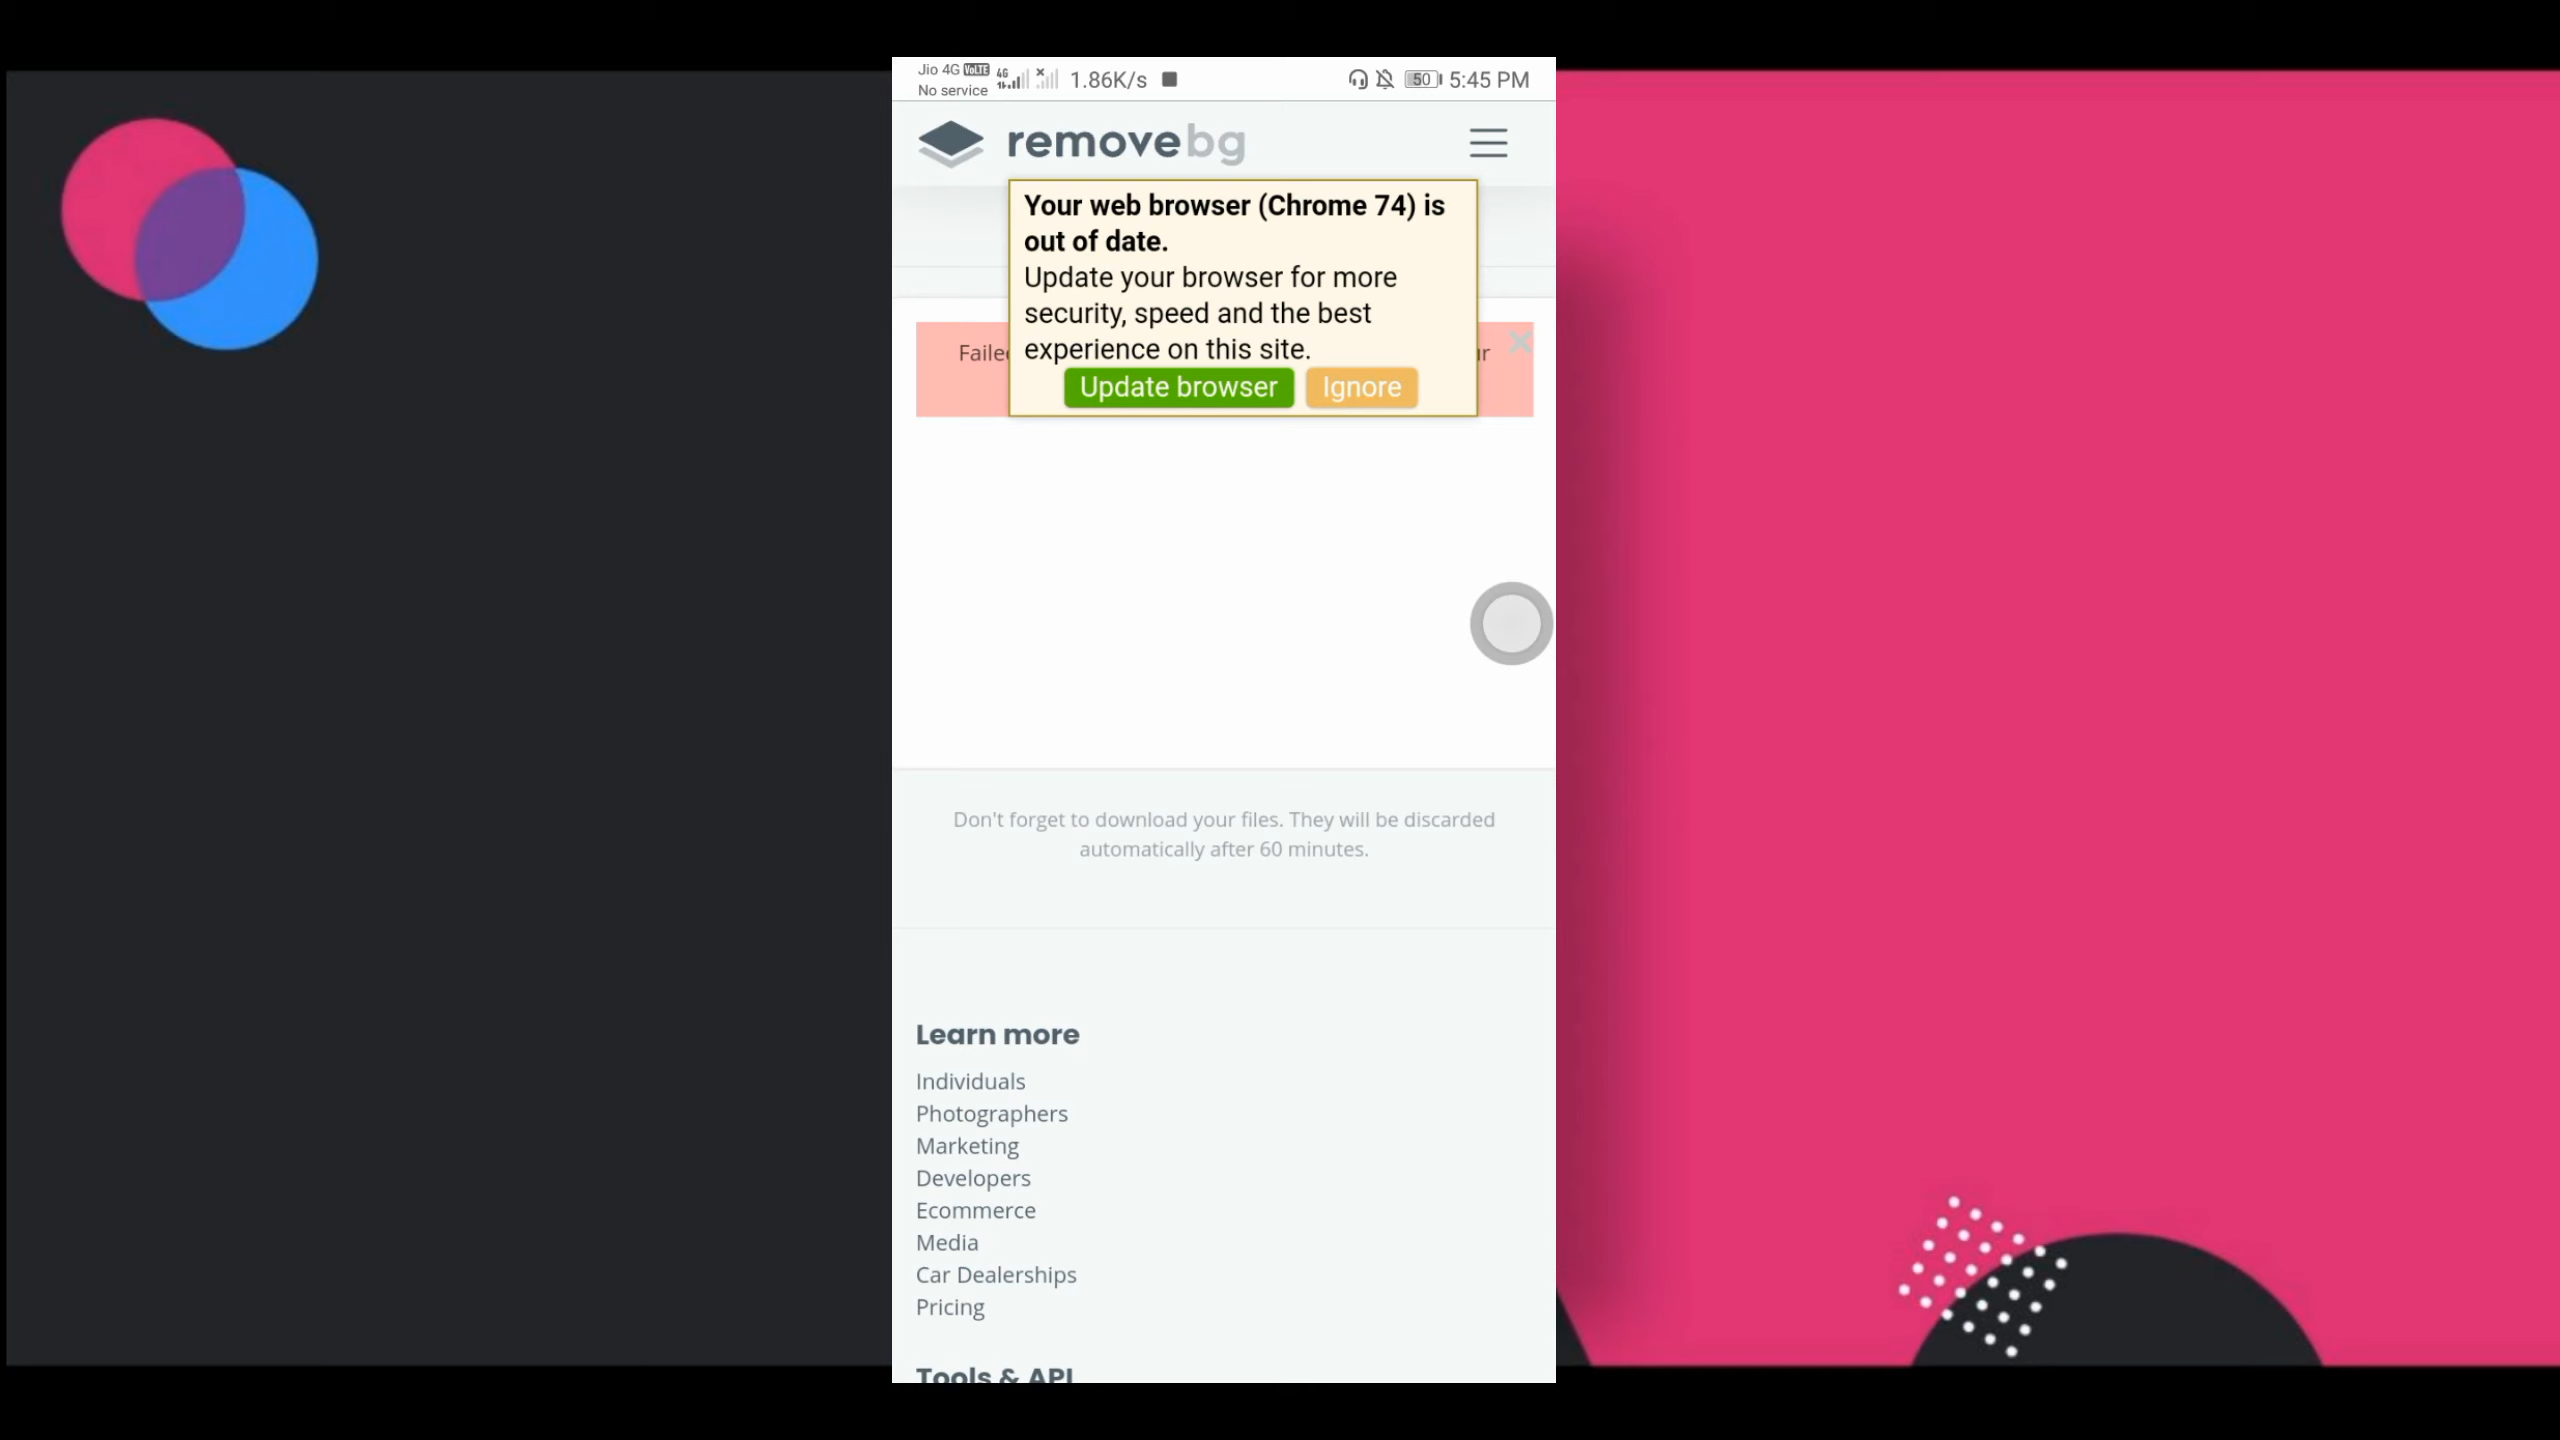 Jio 4G VoLTE 4G 1.86K/s 50 5:45 PM
No service
removebg
Your web browser (Chrome 74) is
out of date.
Update your browser for more
security, speed and the best
experience on this site.
Update browser Ignore
Don't forget to download your files. They will be discarded
automatically after 60 minutes.
Learn more
Individuals
Photographers
Marketing
Developers
Ecommerce
Media
Car Dealerships
Pricing
Tools & API